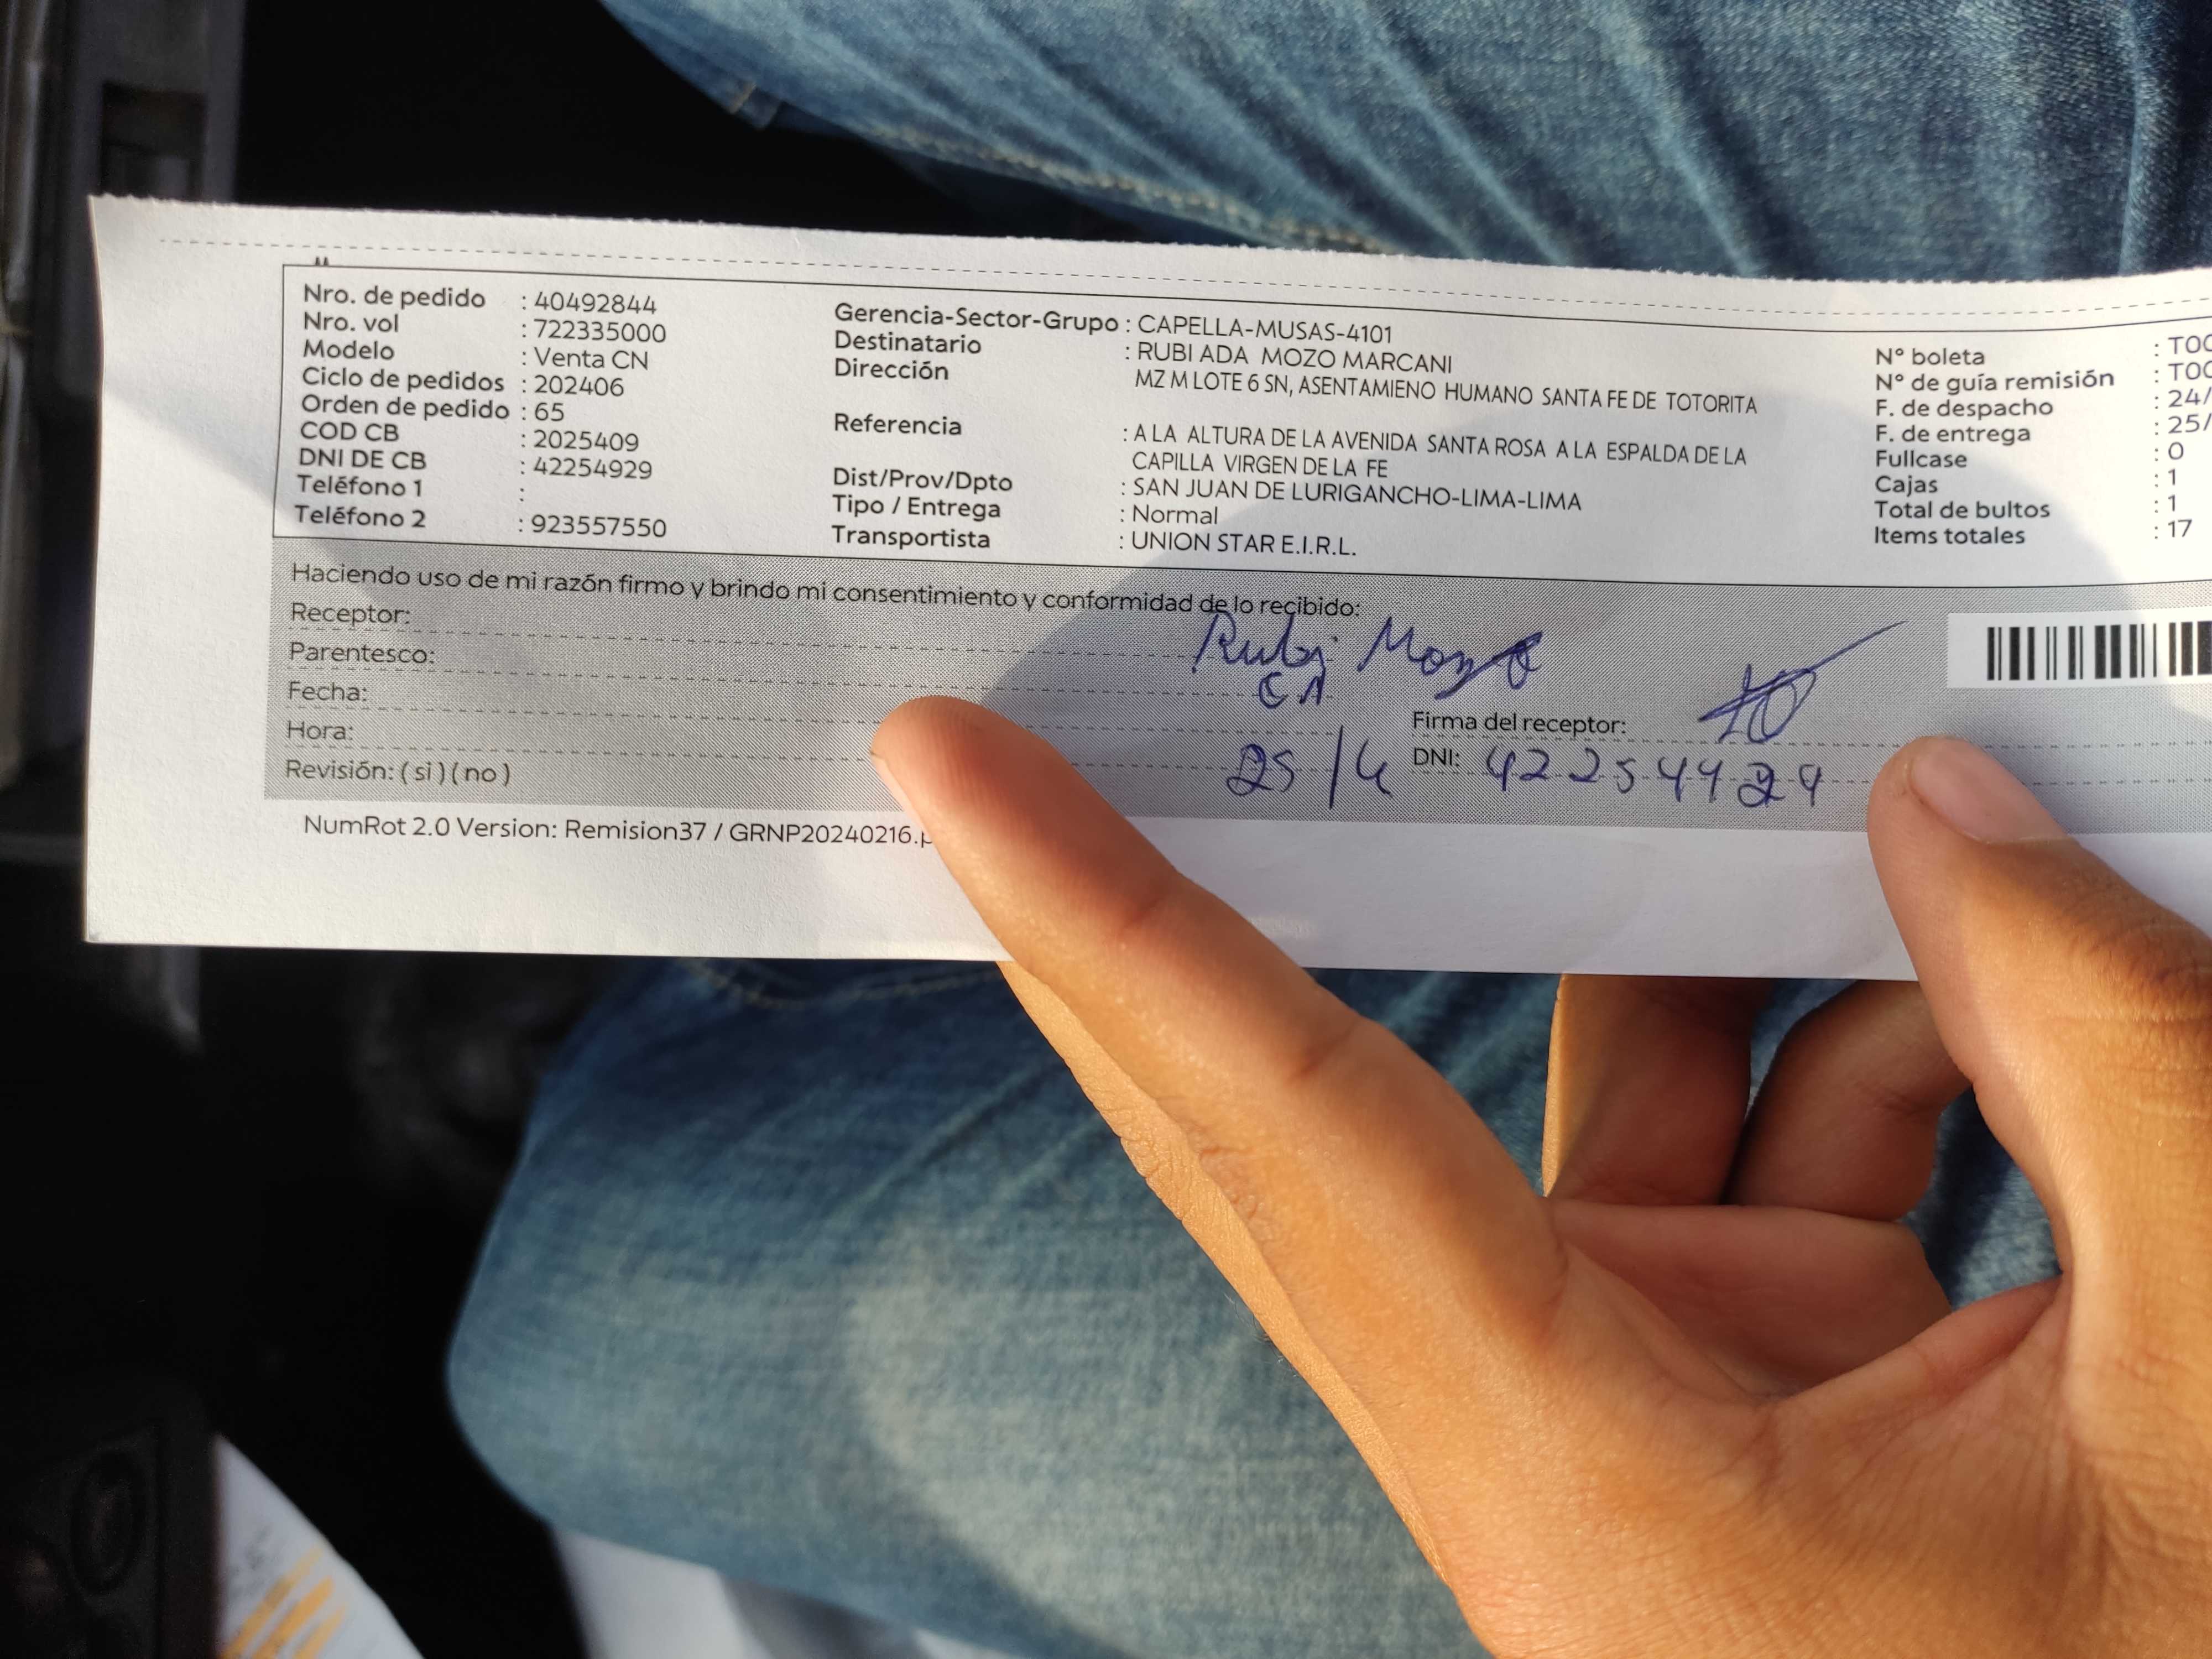 Nro. de pedido : 40492844
Nro. vol : 722335000
Modelo : Venta CN
Ciclo de pedidos : 202406
Orden de pedido : 65
COD CB : 2025409
DNI DE CB : 42254929
Teléfono 1 :
Teléfono 2 : 923557550
Gerencia-Sector-Grupo : CAPELLA-MUSAS-4101
Destinatario : RUBI ADA MOZO MARCANI
Dirección MZ M LOTE 6 SN, ASENTAMIENO HUMANO SANTA FE DE TOTORITA
Referencia : A LA ALTURA DE LA AVENIDA SANTA ROSA A LA ESPALDA DE LA
CAPILLA VIRGEN DE LA FE
Dist/Prov/Dpto : SAN JUAN DE LURIGANCHO-LIMA-LIMA
Tipo / Entrega : Normal
Transportista : UNION STAR E.I.R.L.
N° boleta : T00
N° de guía remisión : T00
F. de despacho : 24/
F. de entrega : 25/
Fullcase : 0
Cajas : 1
Total de bultos : 1
Items totales : 17
Haciendo uso de mi razón firmo y brindo mi consentimiento y conformidad de lo recibido:
Receptor: Rubi Mozo
Parentesco: CN
Fecha:
Firma del receptor:
Hora: 25/4
DNI: 42254929
Revisión: ( si ) ( no )
NumRot 2.0 Version: Remision37 / GRNP20240216.p